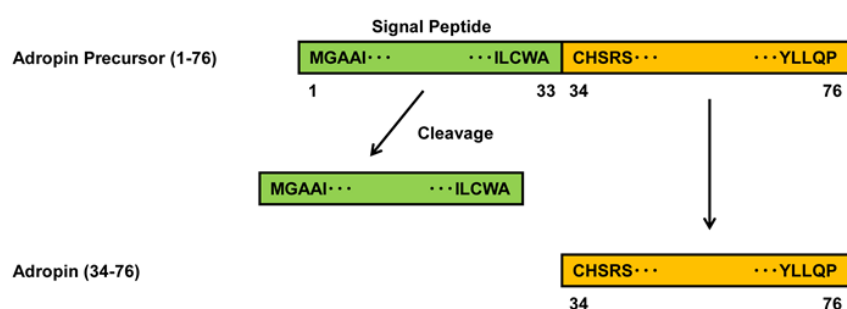 Signal Peptide
Adropin Precursor (1-76)
MGAAI··· ···ILCWA CHSRS··· ···YLLQP
1 33 34 76
Cleavage
MGAAI··· ···ILCWA
Adropin (34-76)
CHSRS··· ···YLLQP
34 76